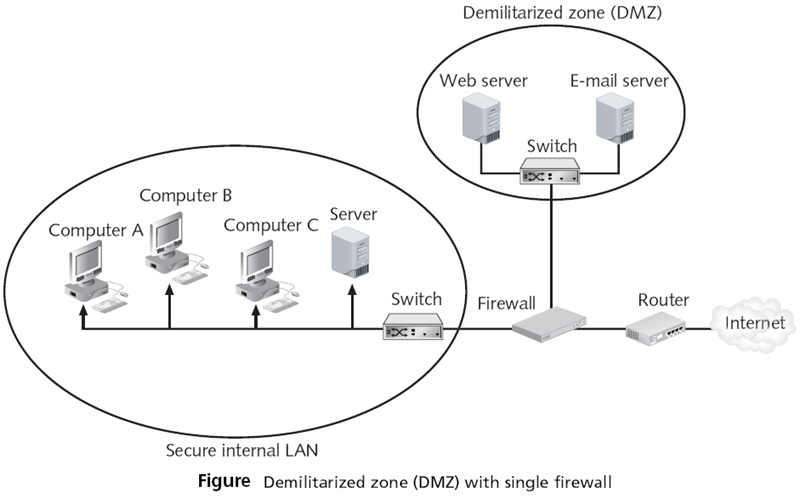 Demilitarized zone (DMZ)
Web server
E-mail server
Switch
Computer B
Computer A
Computer C
Server
Switch
Firewall
Router
Internet
Secure internal LAN
Figure Demilitarized zone (DMZ) with single firewall